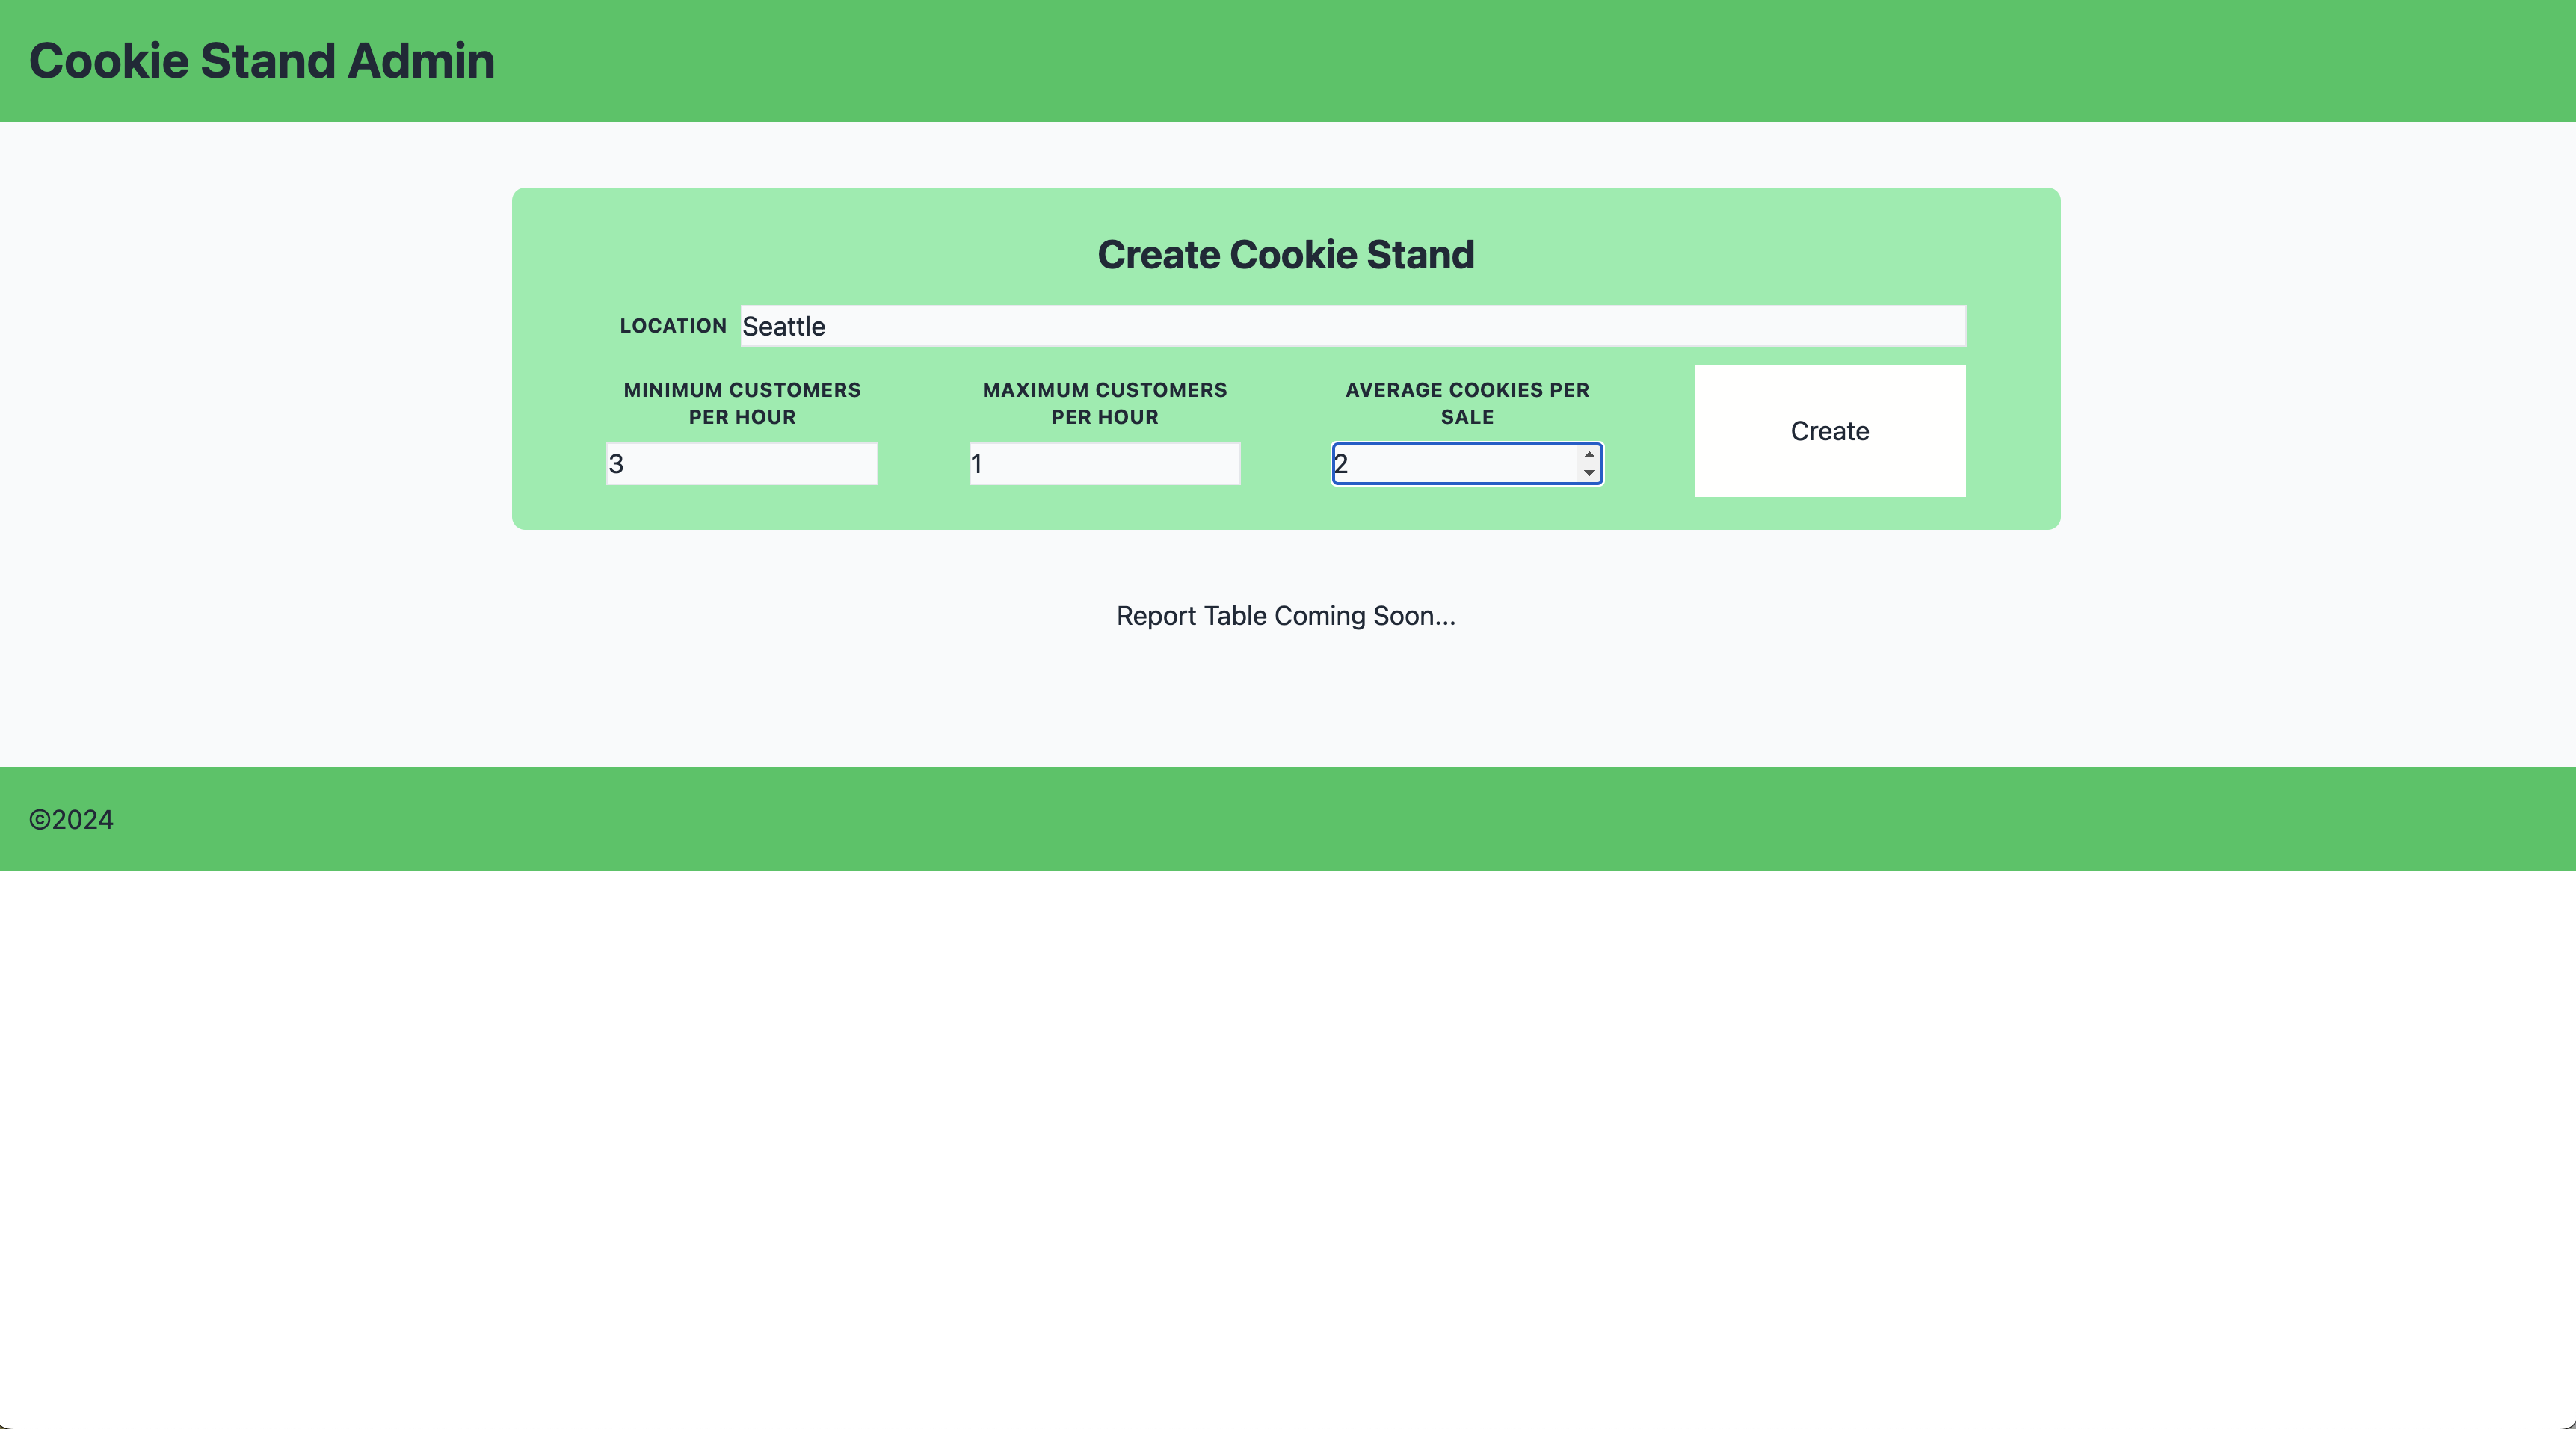 Cookie Stand Admin
Create Cookie Stand
LOCATION Seattle
MINIMUM CUSTOMERS
PER HOUR
3
MAXIMUM CUSTOMERS
PER HOUR
1
AVERAGE COOKIES PER
SALE
2
Create
Report Table Coming Soon...
©2024